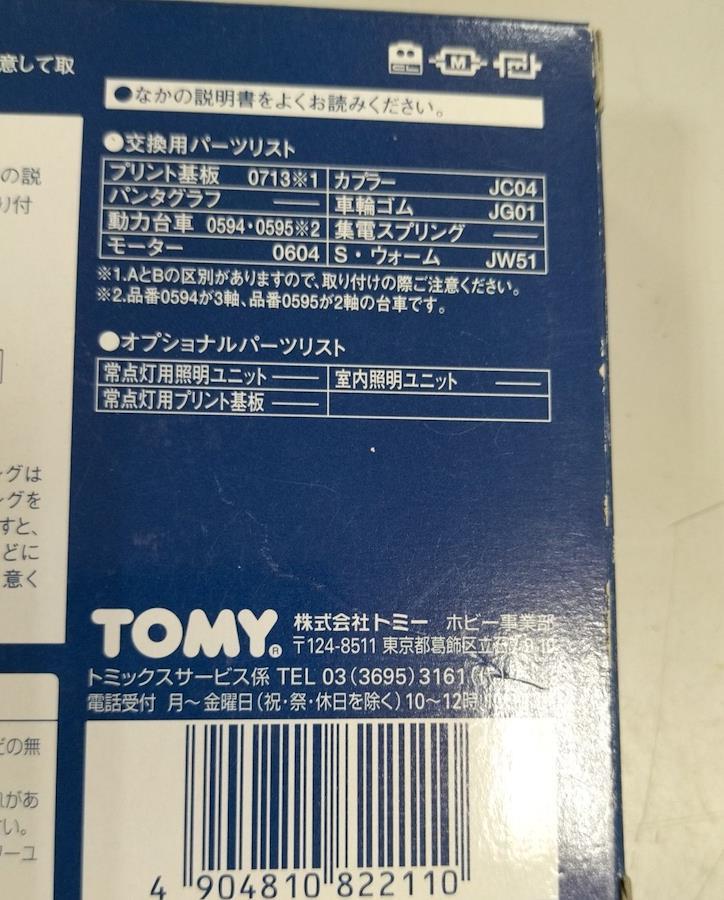 意して取
CL M
●なかの説明書をよくお読みください。
の説
り付
●交換用パーツリスト
プリント基板 0713※1 カプラー JC04
パンタグラフ ── 車輪ゴム JG01
動力台車 0594・0595※2 集電スプリング ──
モーター 0604 S・ウォーム JW51
※1.AとBの区別がありますので、取り付けの際ご注意ください。
※2.品番0594が3軸、品番0595が2軸の台車です。
●オプショナルパーツリスト
常点灯用照明ユニット ── 室内照明ユニット ──
常点灯用プリント基板 ──
グは
グを
すと、
どに
意く
TOMY® 株式会社トミー ホビー事業部
〒124-8511 東京都葛飾区立石
トミックスサービス係 TEL 03(3695)3161
電話受付 月～金曜日(祝・祭・休日を除く)10～12時
の無
があ
い。
ーユ
4 904810 822110